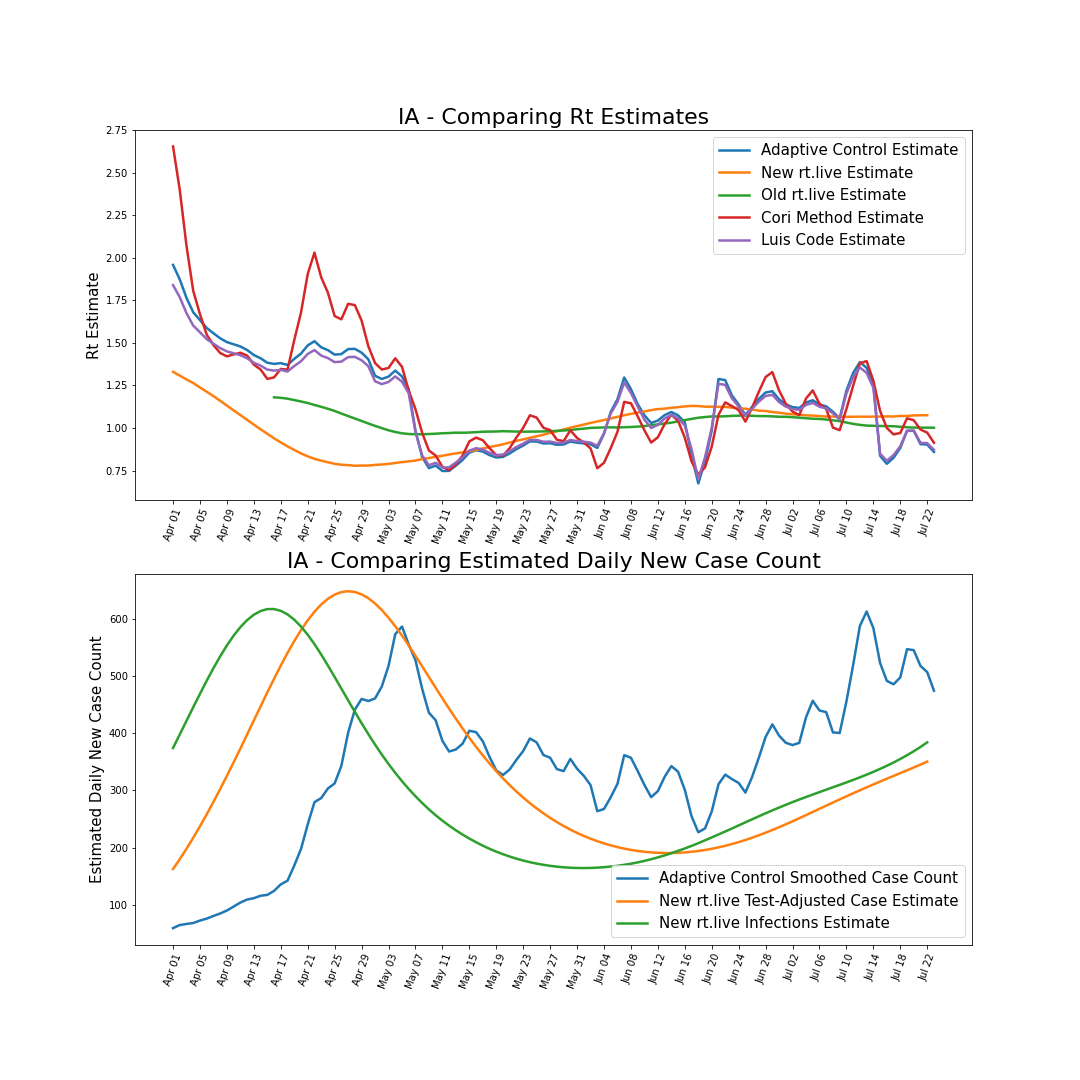 IA - Comparing Rt Estimates
Rt Estimate
2.75
2.50
2.25
2.00
1.75
1.50
1.25
1.00
0.75
Adaptive Control Estimate
New rt.live Estimate
Old rt.live Estimate
Cori Method Estimate
Luis Code Estimate
Apr 01 Apr 05 Apr 09 Apr 13 Apr 17 Apr 21 Apr 25 Apr 29 May 03 May 07 May 11 May 15 May 19 May 23 May 27 May 31 Jun 04 Jun 08 Jun 12 Jun 16 Jun 20 Jun 24 Jun 28 Jul 02 Jul 06 Jul 10 Jul 14 Jul 18 Jul 22
IA - Comparing Estimated Daily New Case Count
Estimated Daily New Case Count
600
500
400
300
200
100
Adaptive Control Smoothed Case Count
New rt.live Test-Adjusted Case Estimate
New rt.live Infections Estimate
Apr 01 Apr 05 Apr 09 Apr 13 Apr 17 Apr 21 Apr 25 Apr 29 May 03 May 07 May 11 May 15 May 19 May 23 May 27 May 31 Jun 04 Jun 08 Jun 12 Jun 16 Jun 20 Jun 24 Jun 28 Jul 02 Jul 06 Jul 10 Jul 14 Jul 18 Jul 22